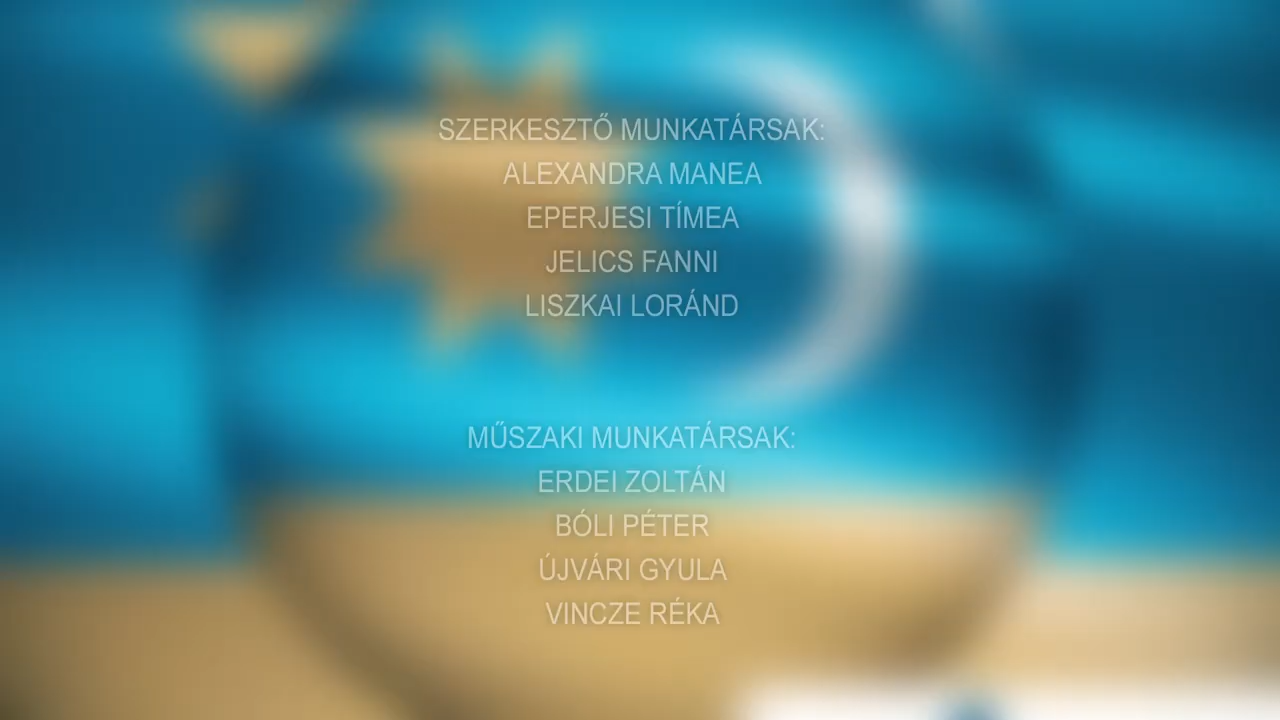 SZERKESZTŐ MUNKATÁRSAK:
ALEXANDRA MANEA
EPERJESI TÍMEA
JELICS FANNI
LISZKAI LORÁND
MŰSZAKI MUNKATÁRSAK:
ERDEI ZOLTÁN
BÓLI PÉTER
ÚJVÁRI GYULA
VINCZE RÉKA